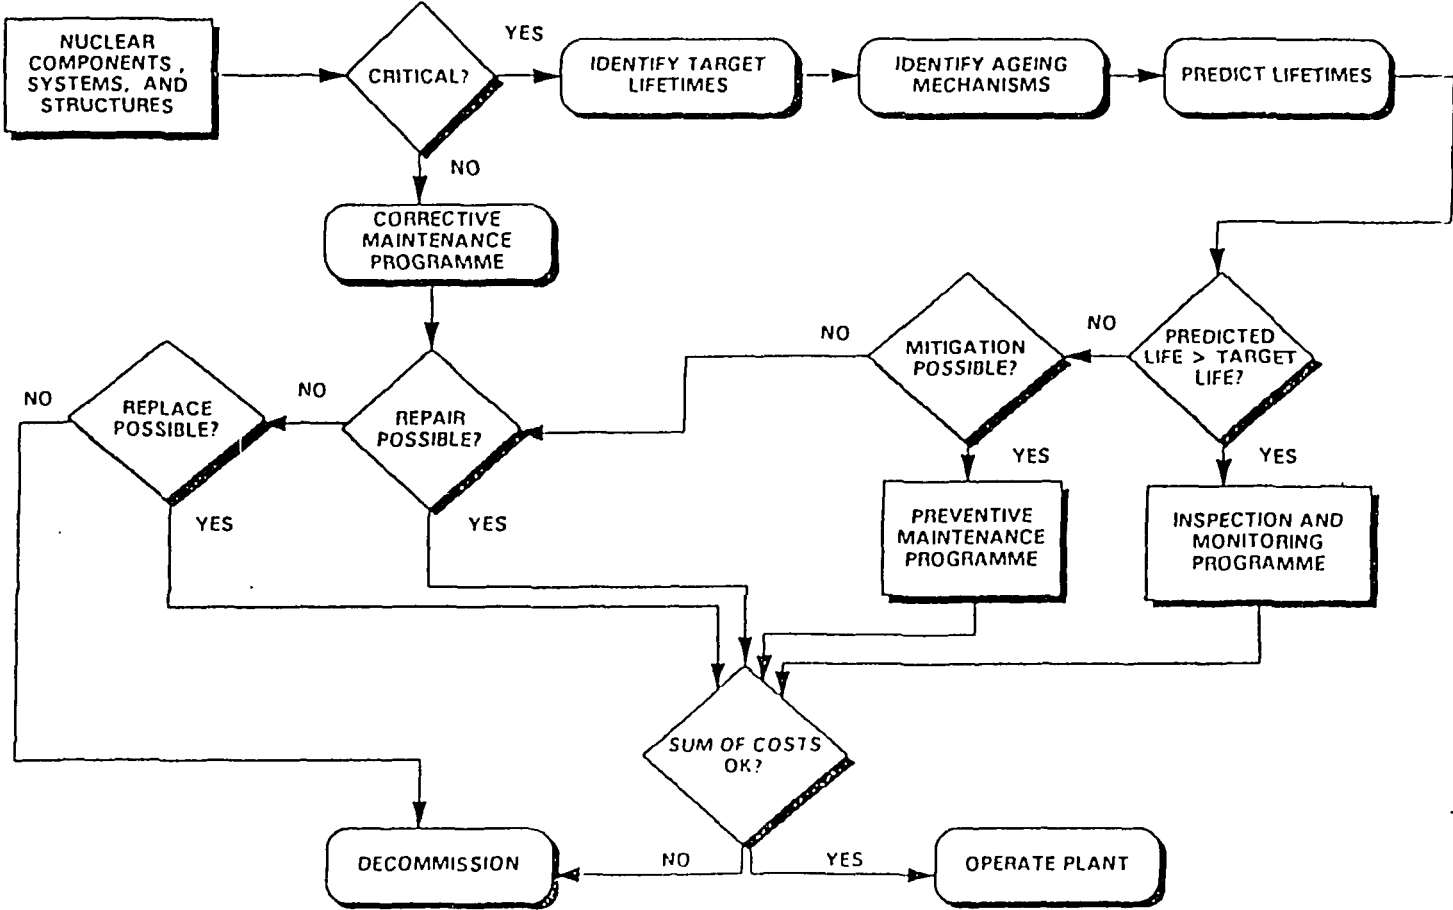 NUCLEAR
COMPONENTS,
SYSTEMS, AND
STRUCTURES
CRITICAL?
YES
IDENTIFY TARGET
LIFETIMES
IDENTIFY AGEING
MECHANISMS
PREDICT LIFETIMES
NO
CORRECTIVE
MAINTENANCE
PROGRAMME
PREDICTED
LIFE > TARGET
LIFE?
NO
MITIGATION
POSSIBLE?
NO
REPAIR
POSSIBLE?
NO
REPLACE
POSSIBLE?
NO
YES
YES
YES
YES
PREVENTIVE
MAINTENANCE
PROGRAMME
INSPECTION AND
MONITORING
PROGRAMME
SUM OF COSTS
OK?
DECOMMISSION
NO
YES
OPERATE PLANT